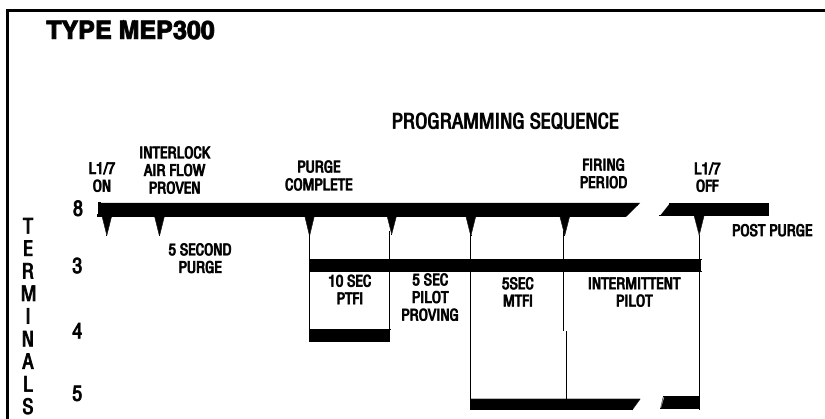 TYPE MEP300
PROGRAMMING SEQUENCE
L1/7
ON
INTERLOCK
AIR FLOW
PROVEN
PURGE
COMPLETE
FIRING
PERIOD
L1/7
OFF
TERMINALS
8
5 SECOND
PURGE
POST PURGE
3
10 SEC
PTFI
5 SEC
PILOT
PROVING
5SEC
MTFI
INTERMITTENT
PILOT
4
5